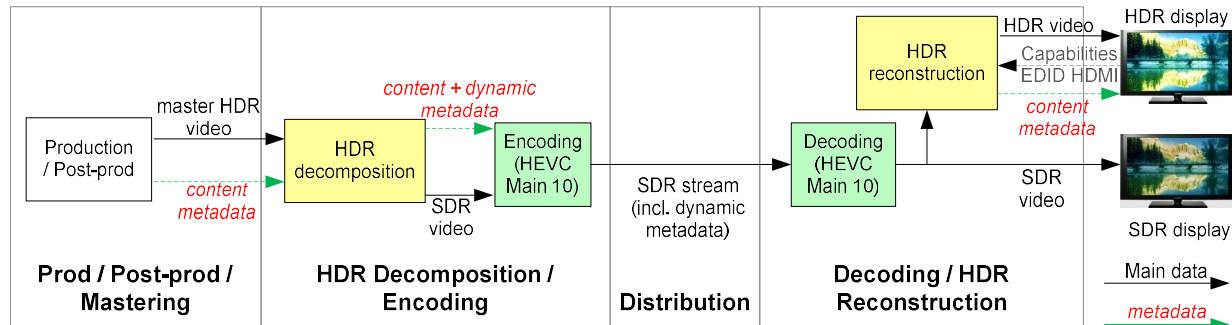 Production
/ Post-prod
master HDR
video
content
metadata
Prod / Post-prod /
Mastering
HDR
decomposition
content + dynamic
metadata
SDR
video
Encoding
(HEVC
Main 10)
HDR Decomposition /
Encoding
SDR stream
(incl. dynamic
metadata)
Distribution
Decoding
(HEVC
Main 10)
HDR
reconstruction
Decoding / HDR
Reconstruction
HDR video
Capabilities
EDID HDMI
content
metadata
SDR
video
HDR display
SDR display
Main data
metadata